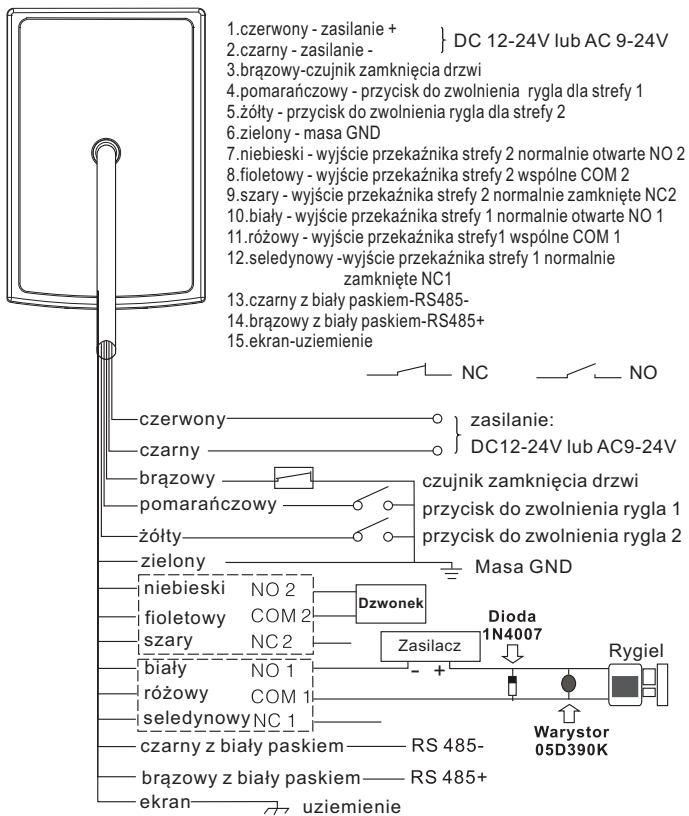 1.czerwony - zasilanie +
2.czarny - zasilanie -
DC 12-24V lub AC 9-24V
3.brązowy-czujnik zamknięcia drzwi
4.pomarańczowy - przycisk do zwolnienia rygla dla strefy 1
5.żółty - przycisk do zwolnienia rygla dla strefy 2
6.zielony - masa GND
7.niebieski - wyjście przekaźnika strefy 2 normalnie otwarte NO 2
8.fioletowy - wyjście przekaźnika strefy 2 wspólne COM 2
9.szary - wyjście przekaźnika strefy 2 normalnie zamknięte NC2
10.biały - wyjście przekaźnika strefy 1 normalnie otwarte NO 1
11.różowy - wyjście przekaźnika strefy1 wspólne COM 1
12.seledynowy -wyjście przekaźnika strefy 1 normalnie
zamknięte NC1
13.czarny z biały paskiem-RS485-
14.brązowy z biały paskiem-RS485+
15.ekran-uziemienie
NC NO
czerwony zasilanie:
czarny DC12-24V lub AC9-24V
brązowy czujnik zamknięcia drzwi
pomarańczowy przycisk do zwolnienia rygla 1
żółty przycisk do zwolnienia rygla 2
zielony Masa GND
niebieski NO 2
Dzwonek
fioletowy COM 2
szary NC 2
Zasilacz
- +
Dioda
1N4007
Rygiel
biały NO 1
różowy COM 1
seledynowy NC 1
Warystor
05D390K
czarny z biały paskiem RS 485-
brązowy z biały paskiem RS 485+
ekran uziemienie